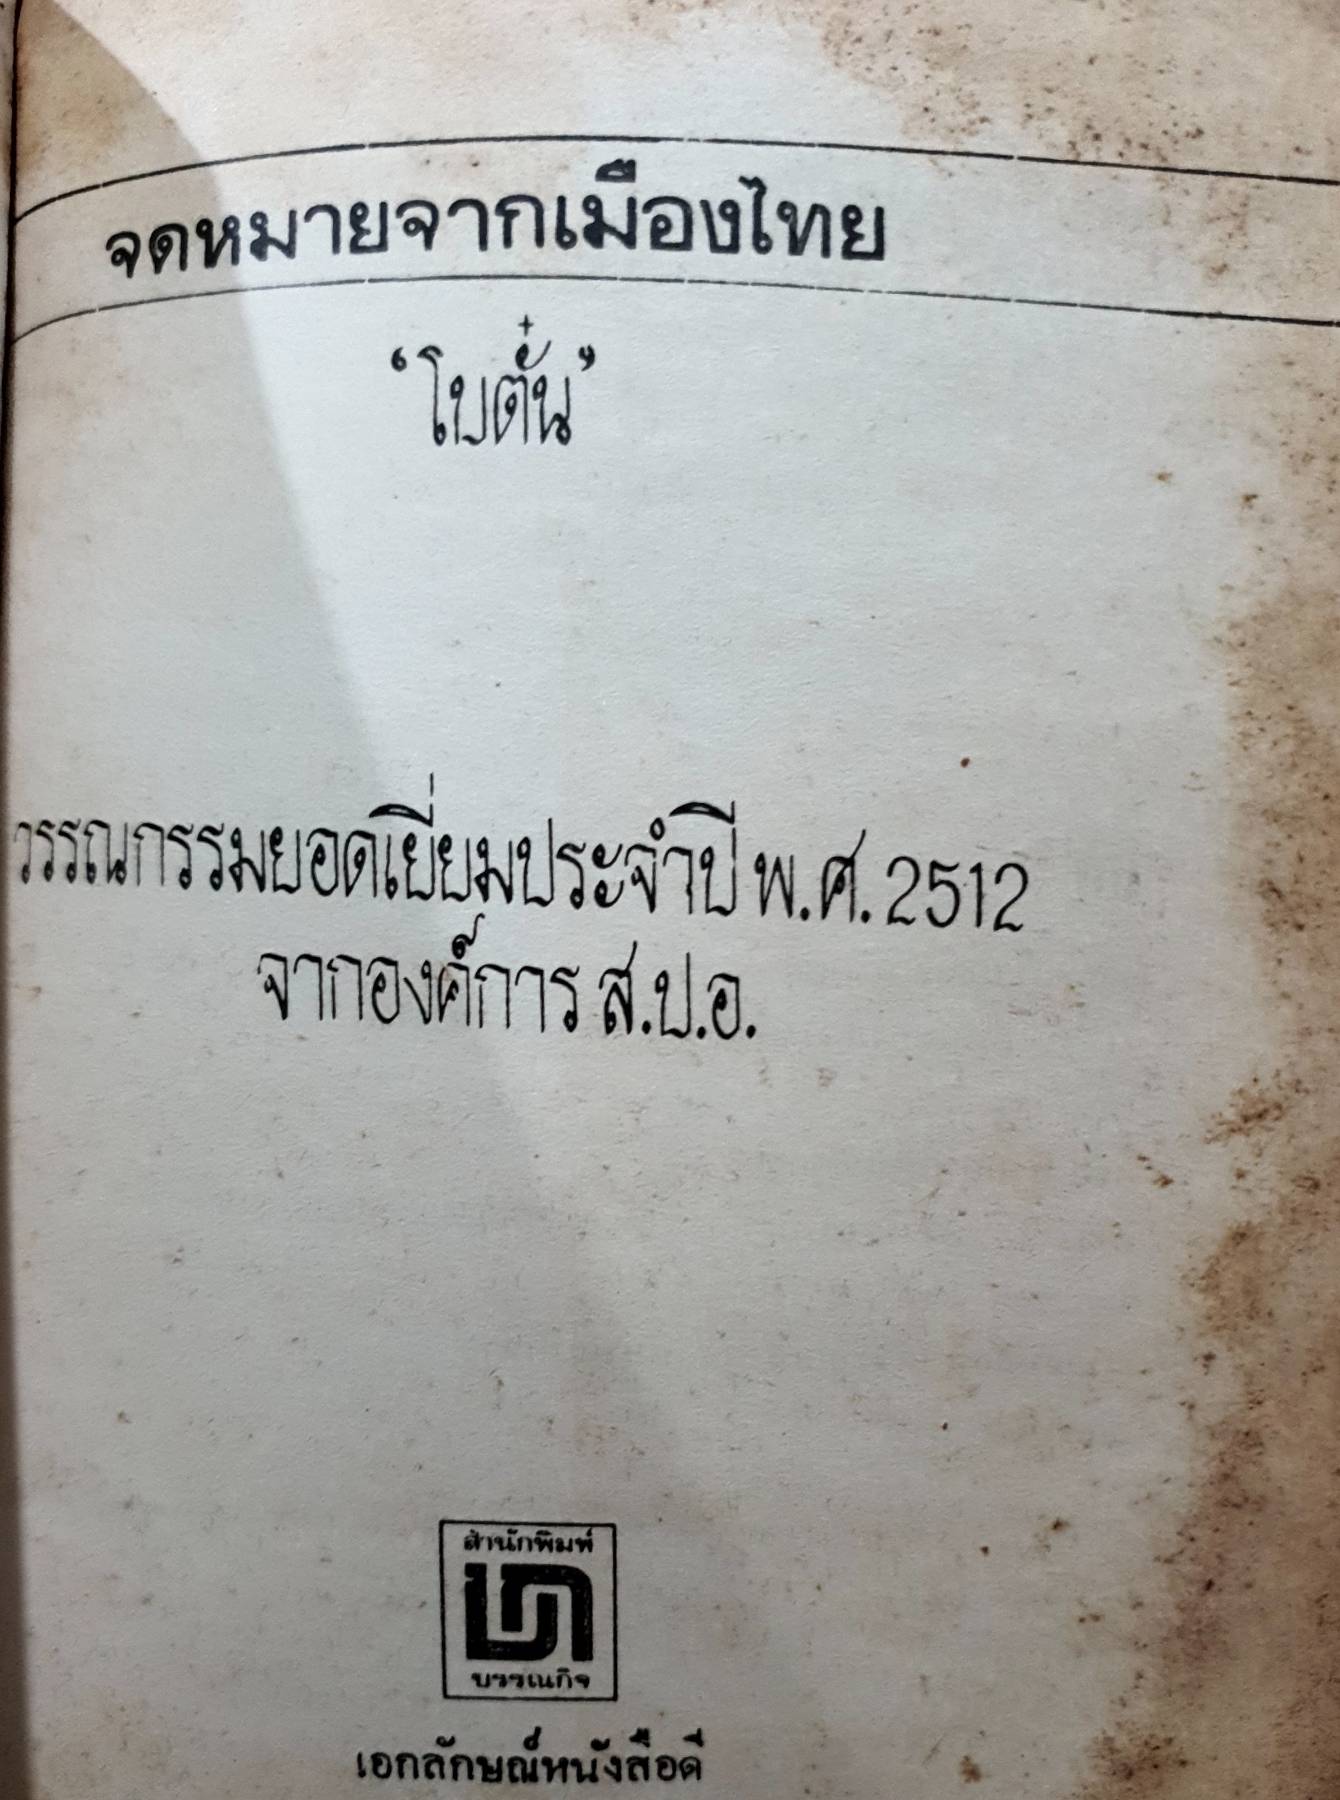 จดหมายจากเมืองไทย
‘โบตั๋น’
วรรณกรรมยอดเยี่ยมประจำปี พ.ศ. 2512
จากองค์การ ส.ป.อ.
สำนักพิมพ์
บรรณกิจ
เอกลักษณ์หนังสือดี